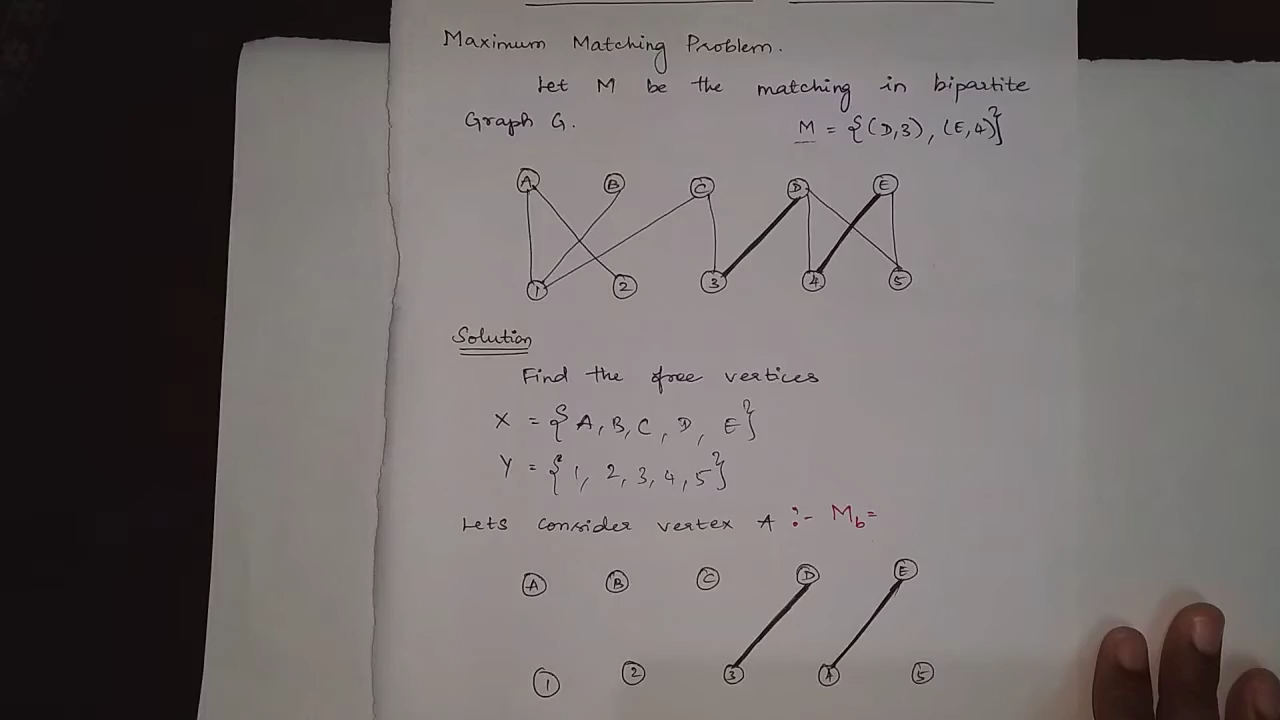 Maximum Matching Problem.
Let M be the matching in bipartite
Graph G. M = {(D,3), (E,4)}
A B C D E
1 2 3 4 5
Solution
Find the free vertices
X = {A, B, C, D, E}
Y = {1, 2, 3, 4, 5}
Lets consider vertex A :- Mb=
A B C D E
1 2 3 4 5